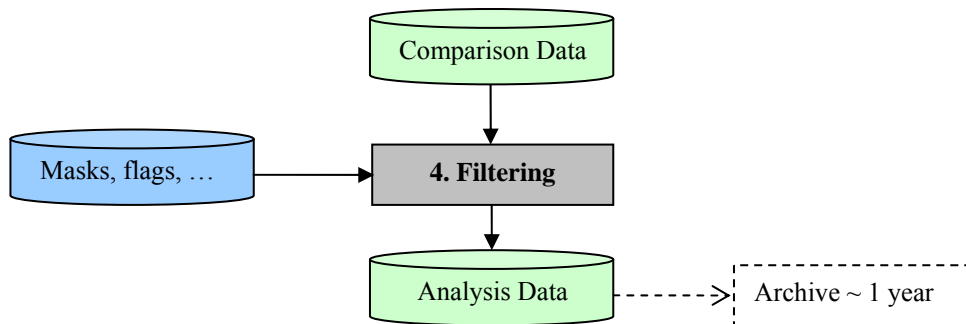 Comparison Data
Masks, flags, …
4. Filtering
Analysis Data
Archive ~ 1 year